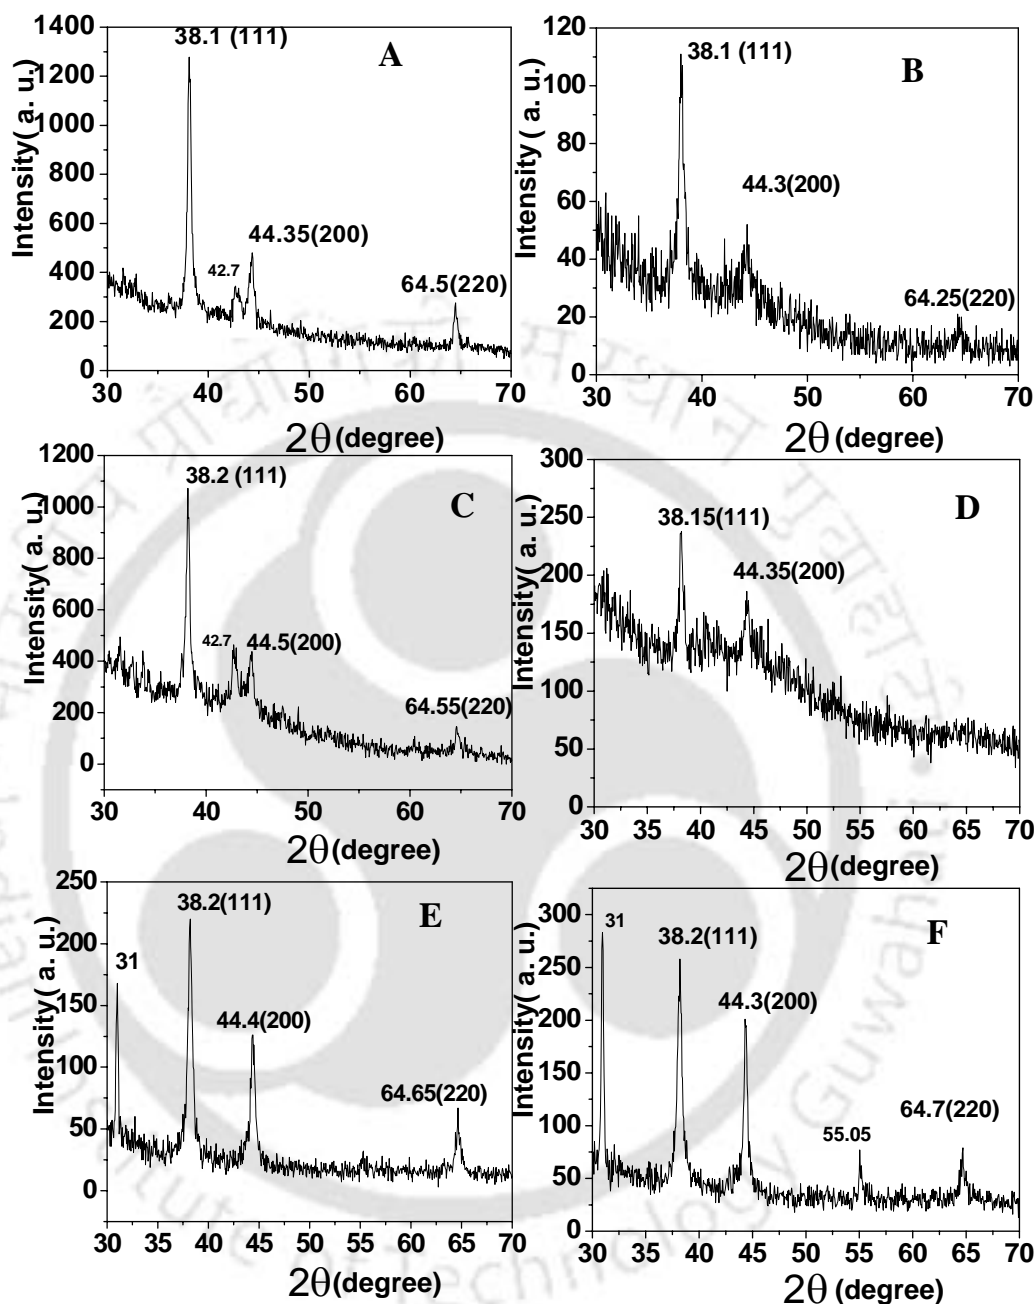 A
38.1 (111)
42.7
44.35(200)
64.5(220)
Intensity( a. u.)
1400
1200
1000
800
600
400
200
0
30 40 50 60 70
2θ (degree)
B
38.1 (111)
44.3(200)
64.25(220)
Intensity ( a. u.)
120
100
80
60
40
20
0
30 40 50 60 70
2θ (degree)
C
38.2 (111)
42.7
44.5(200)
64.55(220)
Intensity( a. u.)
1200
1000
800
600
400
200
0
30 40 50 60 70
2θ (degree)
D
38.15(111)
44.35(200)
Intensity( a. u.)
300
250
200
150
100
50
0
30 35 40 45 50 55 60 65 70
2θ (degree)
E
31
38.2(111)
44.4(200)
64.65(220)
Intensity( a. u.)
250
200
150
100
50
0
30 35 40 45 50 55 60 65 70
2θ (degree)
F
31
38.2(111)
44.3(200)
55.05
64.7(220)
Intensity( a. u.)
300
250
200
150
100
50
0
30 35 40 45 50 55 60 65 70
2θ (degree)
Institute of Technology Guwahati